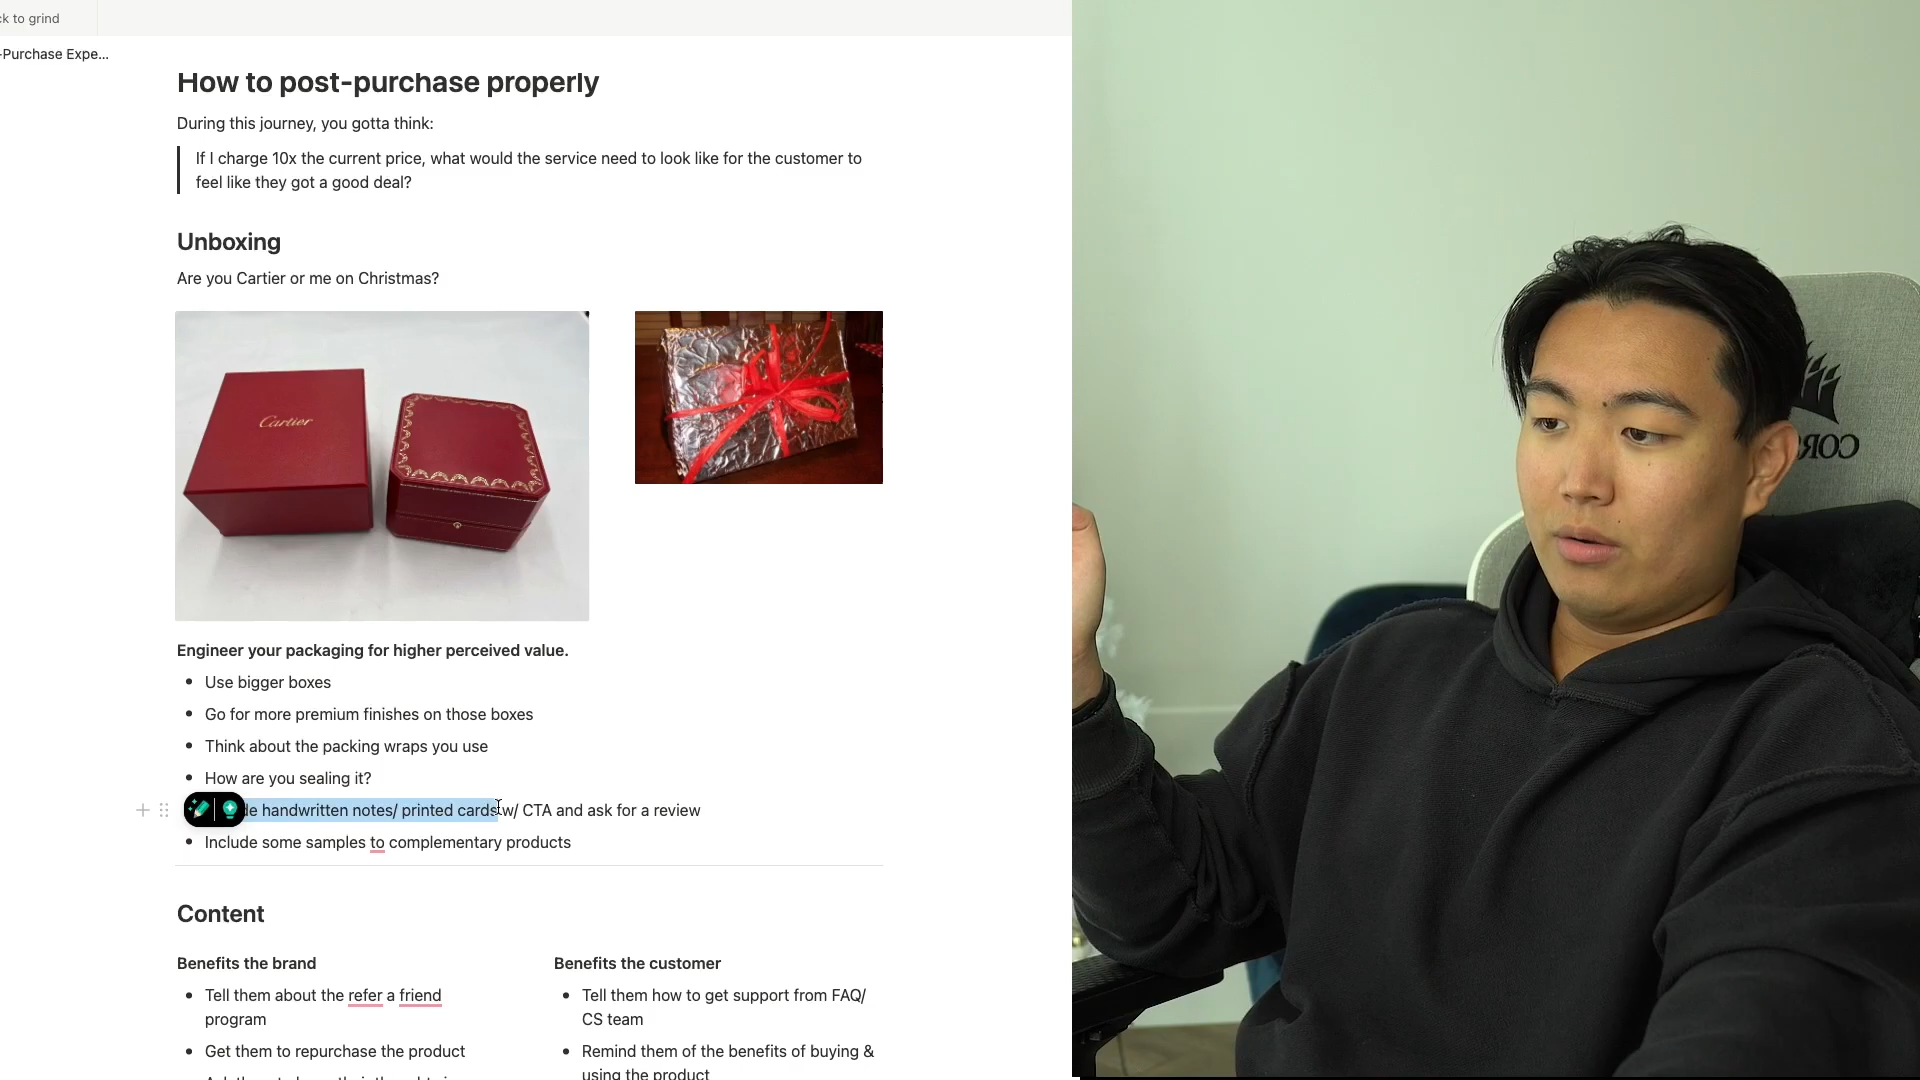 ck to grind
-Purchase Expe...
How to post-purchase properly
During this journey, you gotta think:
If I charge 10x the current price, what would the service need to look like for the customer to
feel like they got a good deal?
Unboxing
Are you Cartier or me on Christmas?
Cartier
Engineer your packaging for higher perceived value.
Use bigger boxes
Go for more premium finishes on those boxes
Think about the packing wraps you use
How are you sealing it?
de handwritten notes/ printed cards w/ CTA and ask for a review
Include some samples to complementary products
Content
Benefits the brand
Tell them about the refer a friend
program
Get them to repurchase the product
Benefits the customer
Tell them how to get support from FAQ/
CS team
Remind them of the benefits of buying &
using the product
CORS